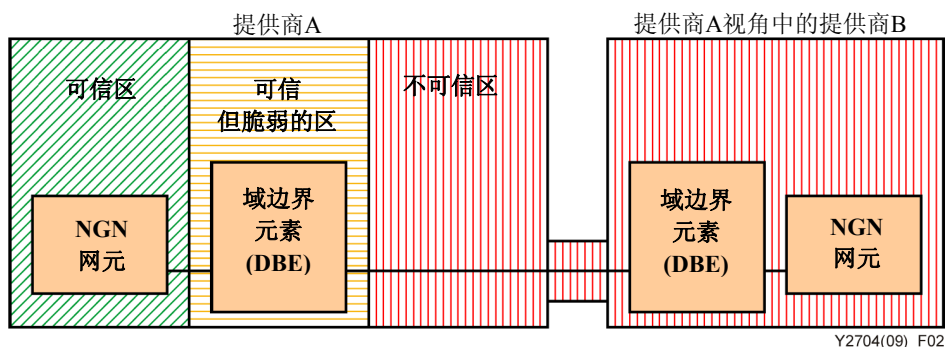 提供商A
提供商A视角中的提供商B
可信区
可信
但脆弱的区
不可信区
NGN
网元
域边界
元素
(DBE)
域边界
元素
(DBE)
NGN
网元
Y2704(09)_F02